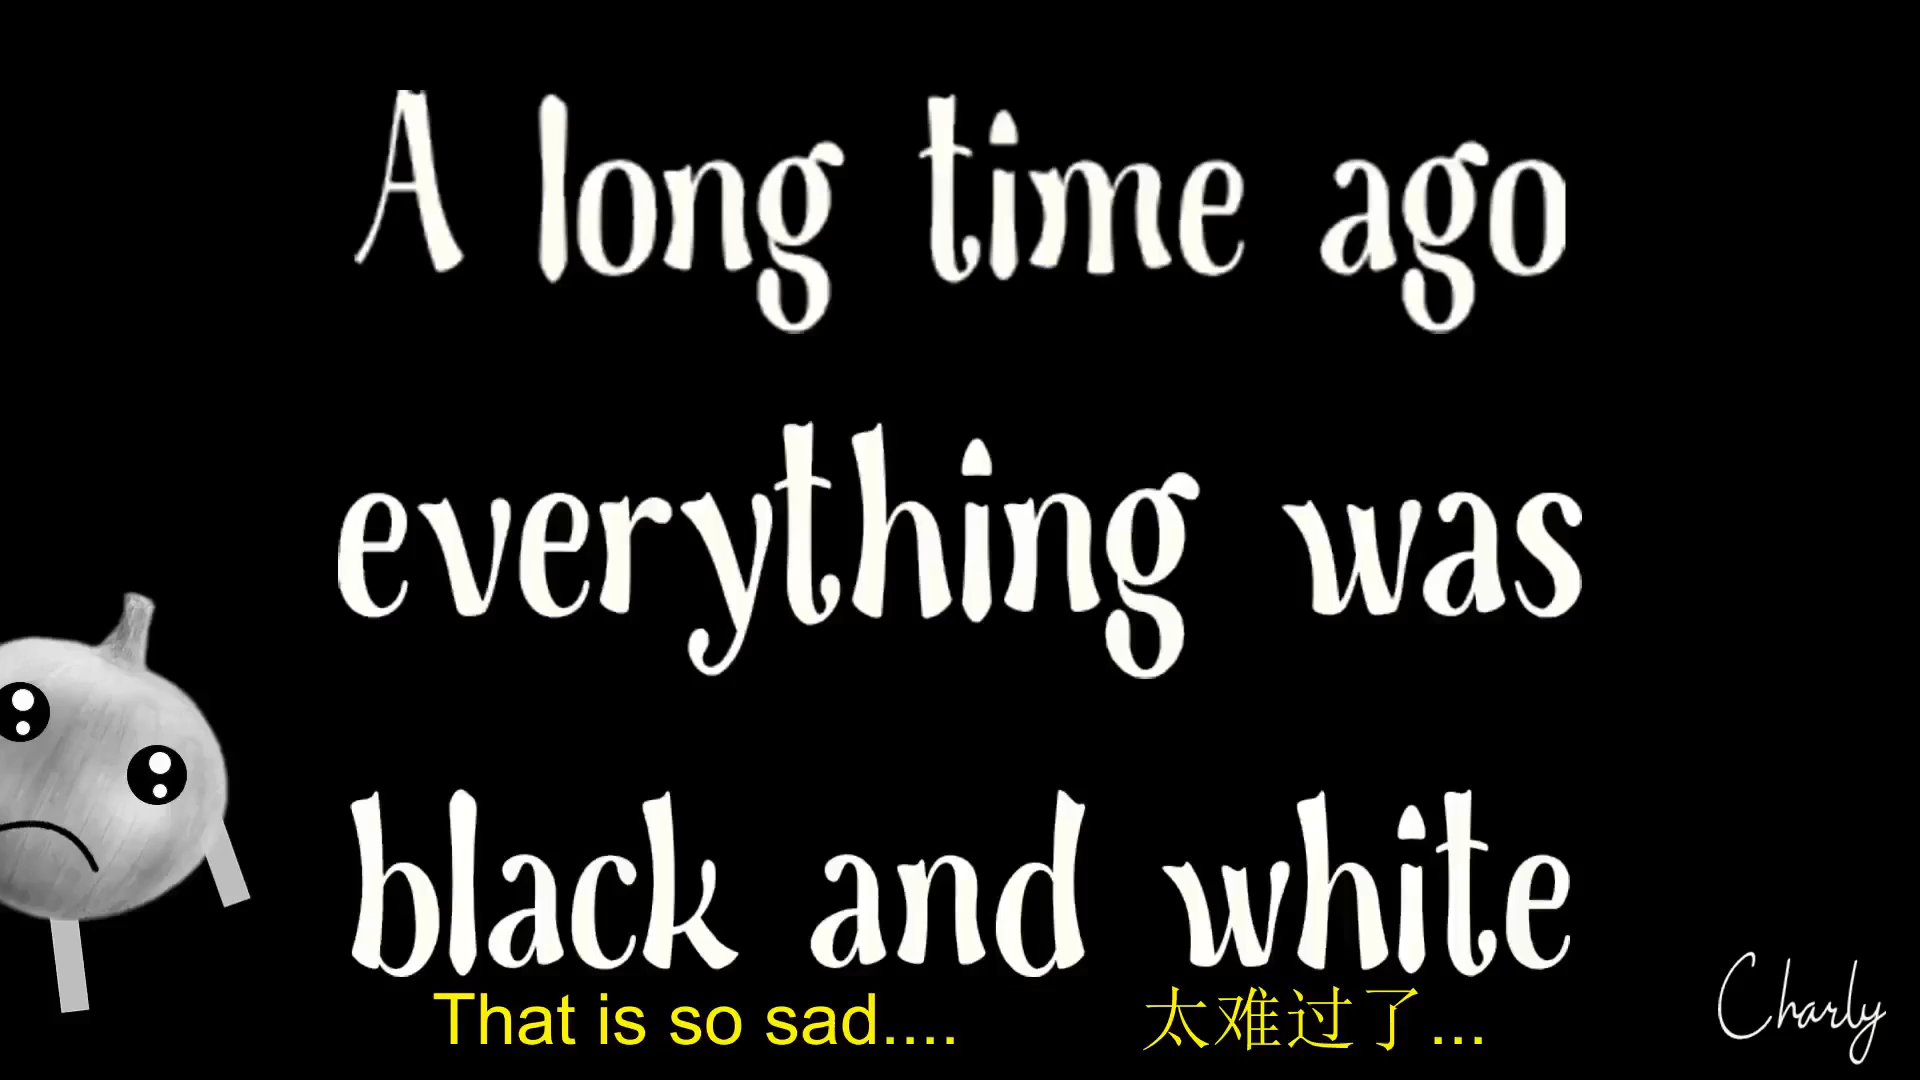 A long time ago
everything was
black and white
That is so sad.... 太难过了...
Charly